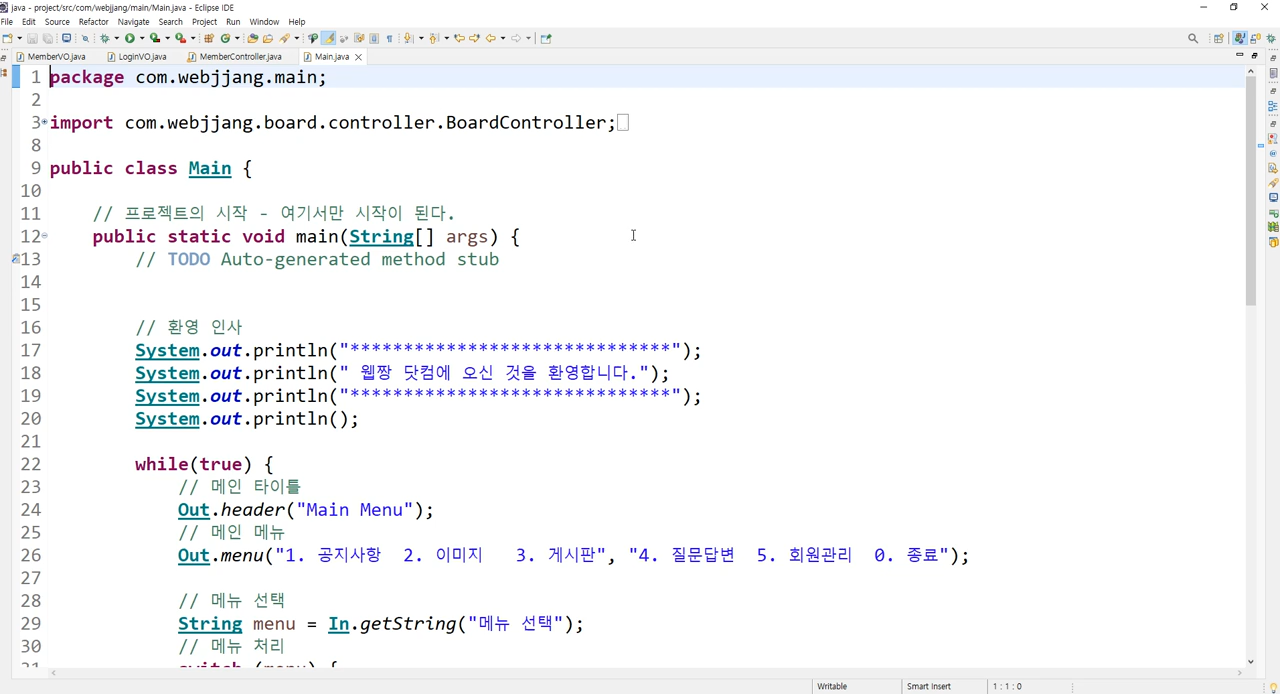 java - project/src/com/webjjang/main/Main.java - Eclipse IDE
File Edit Source Refactor Navigate Search Project Run Window Help
MemberVO.java LoginVO.java MemberController.java Main.java
1 package com.webjjang.main;
2
3 import com.webjjang.board.controller.BoardController;
8
9 public class Main {
10
11 // 프로젝트의 시작 - 여기서만 시작이 된다.
12 public static void main(String[] args) {
13 // TODO Auto-generated method stub
14
15
16 // 환영 인사
17 System.out.println("******************************");
18 System.out.println(" 웹짱 닷컴에 오신 것을 환영합니다.");
19 System.out.println("******************************");
20 System.out.println();
21
22 while(true) {
23 // 메인 타이틀
24 Out.header("Main Menu");
25 // 메인 메뉴
26 Out.menu("1. 공지사항 2. 이미지 3. 게시판", "4. 질문답변 5. 회원관리 0. 종료");
27
28 // 메뉴 선택
29 String menu = In.getString("메뉴 선택");
30 // 메뉴 처리
31 switch (menu) {
Writable Smart Insert 1 : 1 : 0